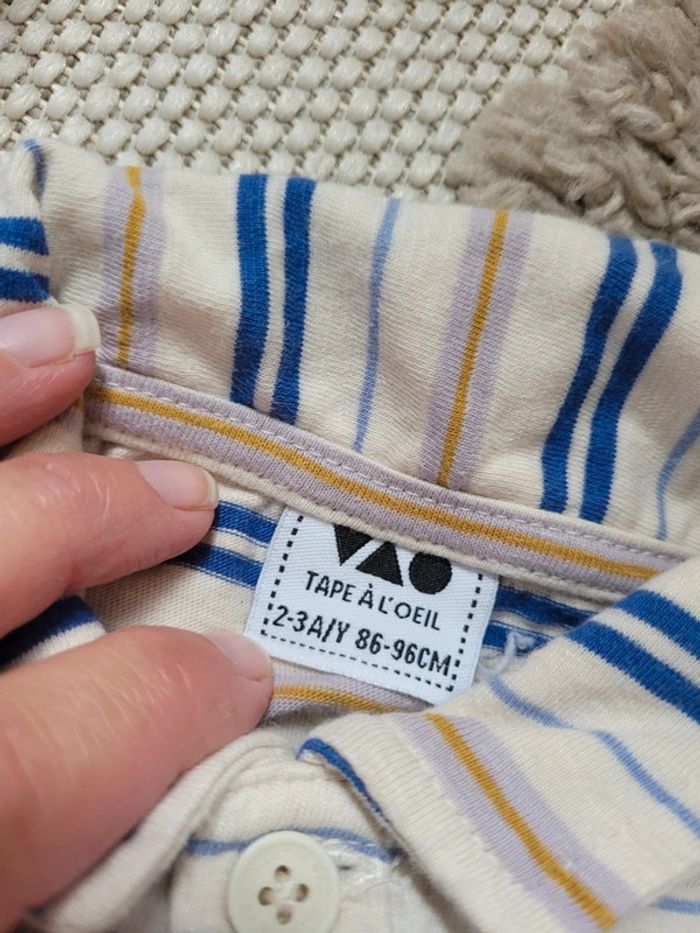 TAPE À L'OEIL
2-3A/Y 86-96CM